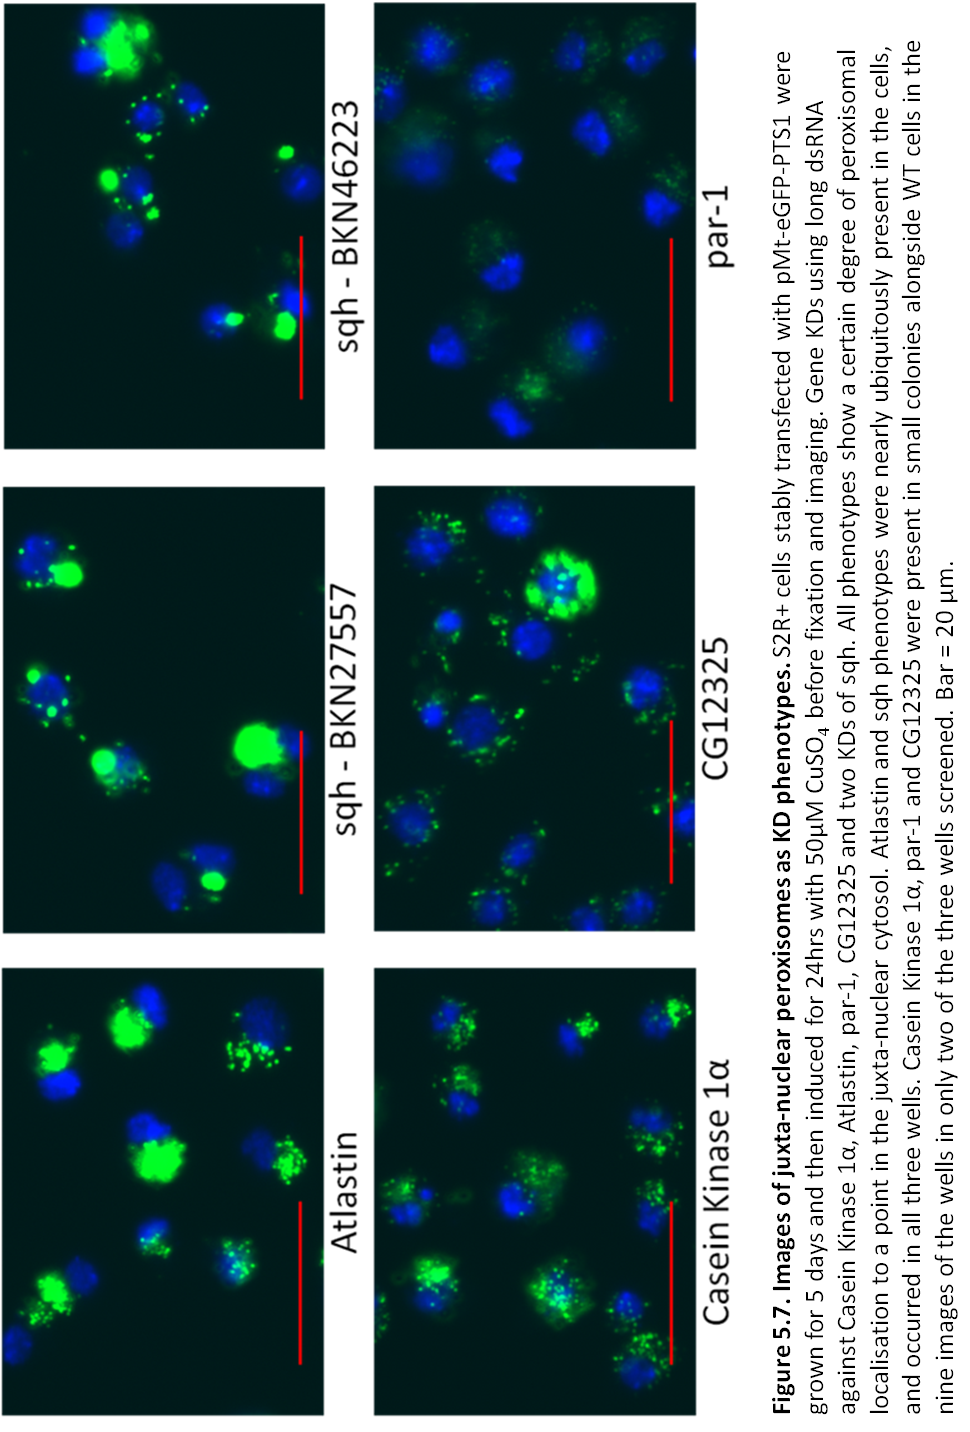 Atlastin
sqh - BKN27557
sqh - BKN46223
Casein Kinase 1α
CG12325
par-1
Figure 5.7. Images of juxta-nuclear peroxisomes as KD phenotypes. S2R+ cells stably transfected with pMt-eGFP-PTS1 were
grown for 5 days and then induced for 24hrs with 50μM CuSO₄ before fixation and imaging. Gene KDs using long dsRNA
against Casein Kinase 1α, Atlastin, par-1, CG12325 and two KDs of sqh. All phenotypes show a certain degree of peroxisomal
localisation to a point in the juxta-nuclear cytosol. Atlastin and sqh phenotypes were nearly ubiquitously present in the cells,
and occurred in all three wells. Casein Kinase 1α, par-1 and CG12325 were present in small colonies alongside WT cells in the
nine images of the wells in only two of the three wells screened. Bar = 20 μm.